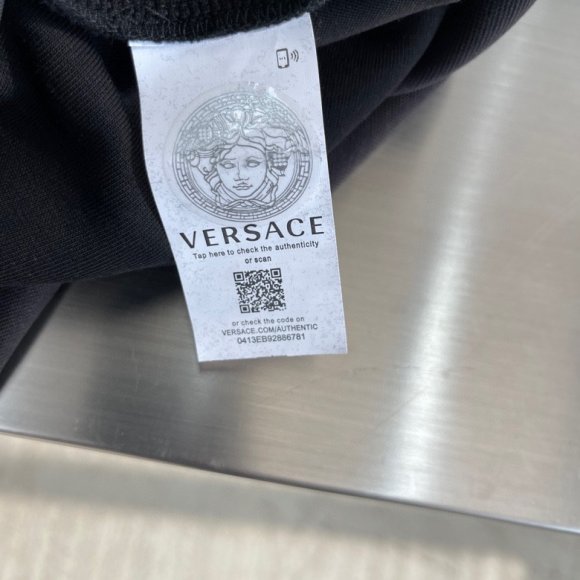 VERSACE
Tap here to check the authenticity
or scan
or check the code on
VERSACE.COM/AUTHENTIC
0413EB92886781